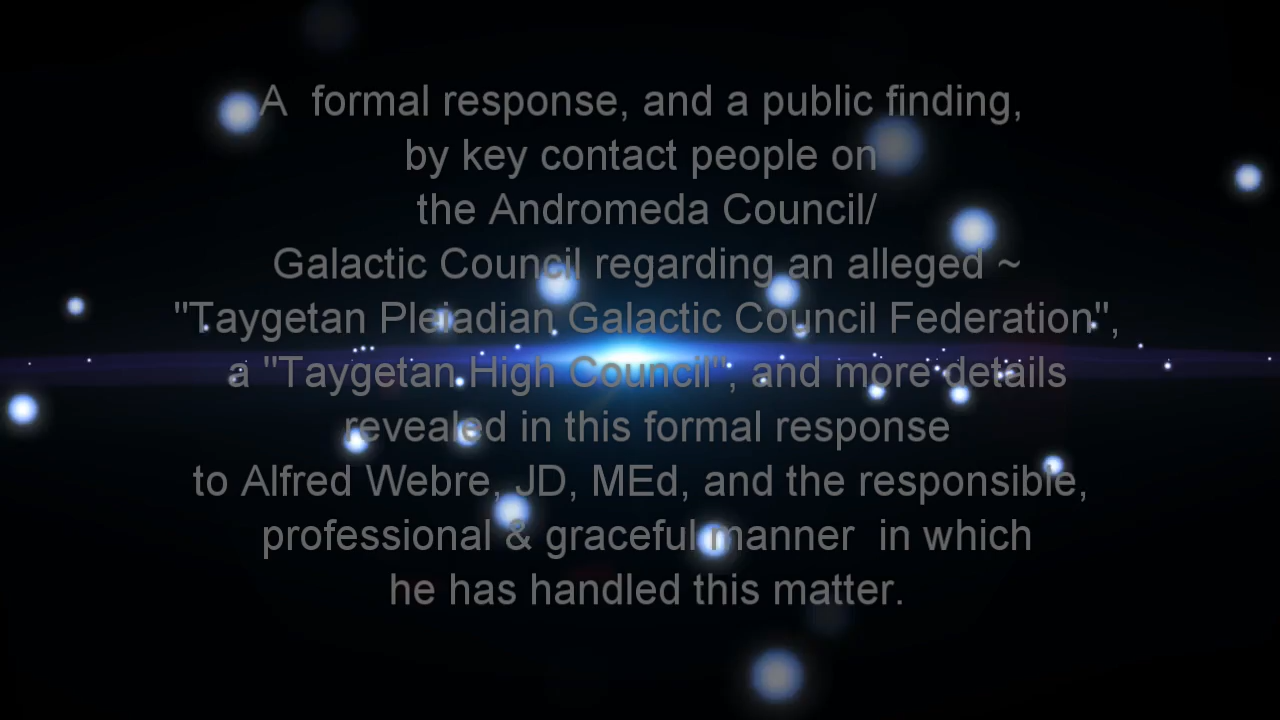 A  formal response, and a public finding,
by key contact people on
the Andromeda Council/
Galactic Council regarding an alleged ~
"Taygetan Pleiadian Galactic Council Federation",
a "Taygetan High Council", and more details
revealed in this formal response
to Alfred Webre, JD, MEd, and the responsible,
professional & graceful manner  in which
he has handled this matter.